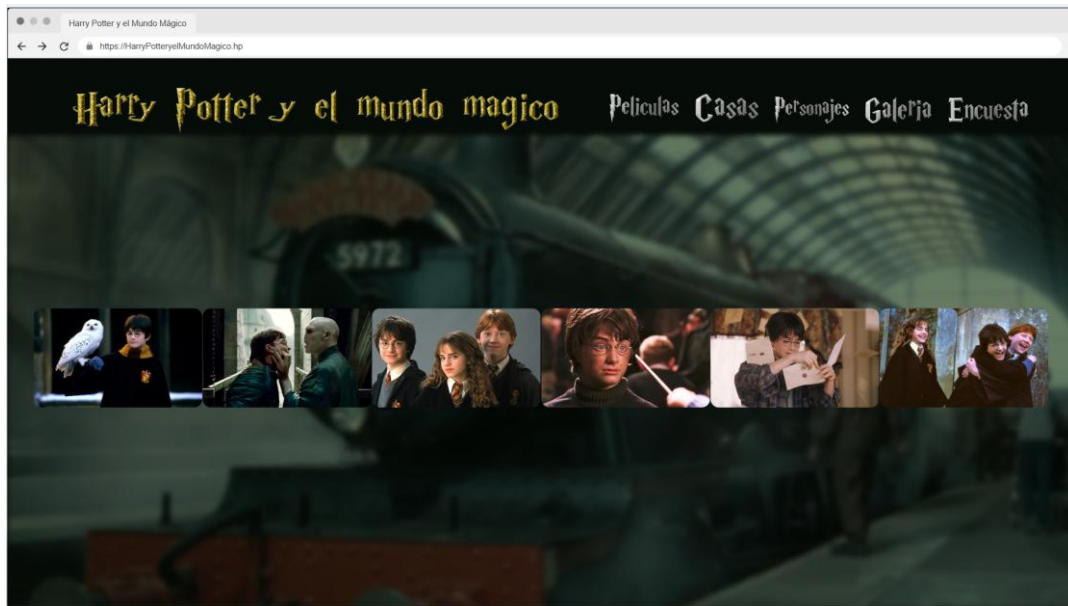 Harry Potter y el Mundo Mágico
https://HarryPotteryelMundoMagico.hp
Harry Potter y el mundo magico Peliculas Casas Personajes Galeria Encuesta
5972